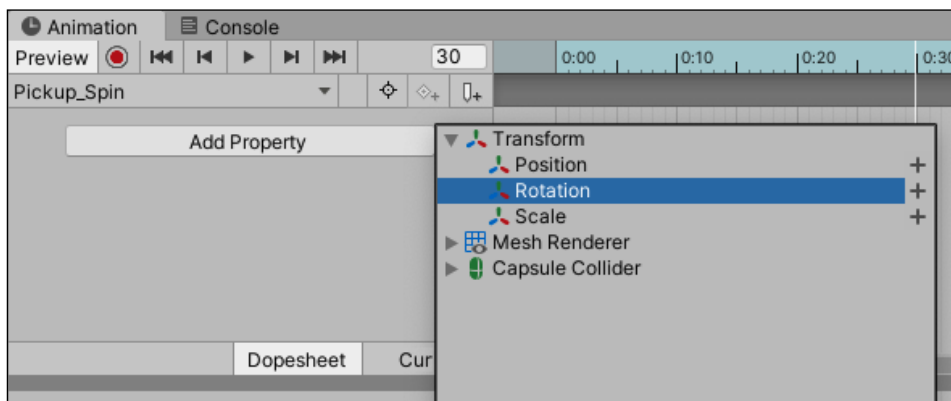 Animation Console
Preview 30 0:00 0:10 0:20 0:30
Pickup_Spin
Add Property
Transform
Position
Rotation
Scale
Mesh Renderer
Capsule Collider
Dopesheet Cur